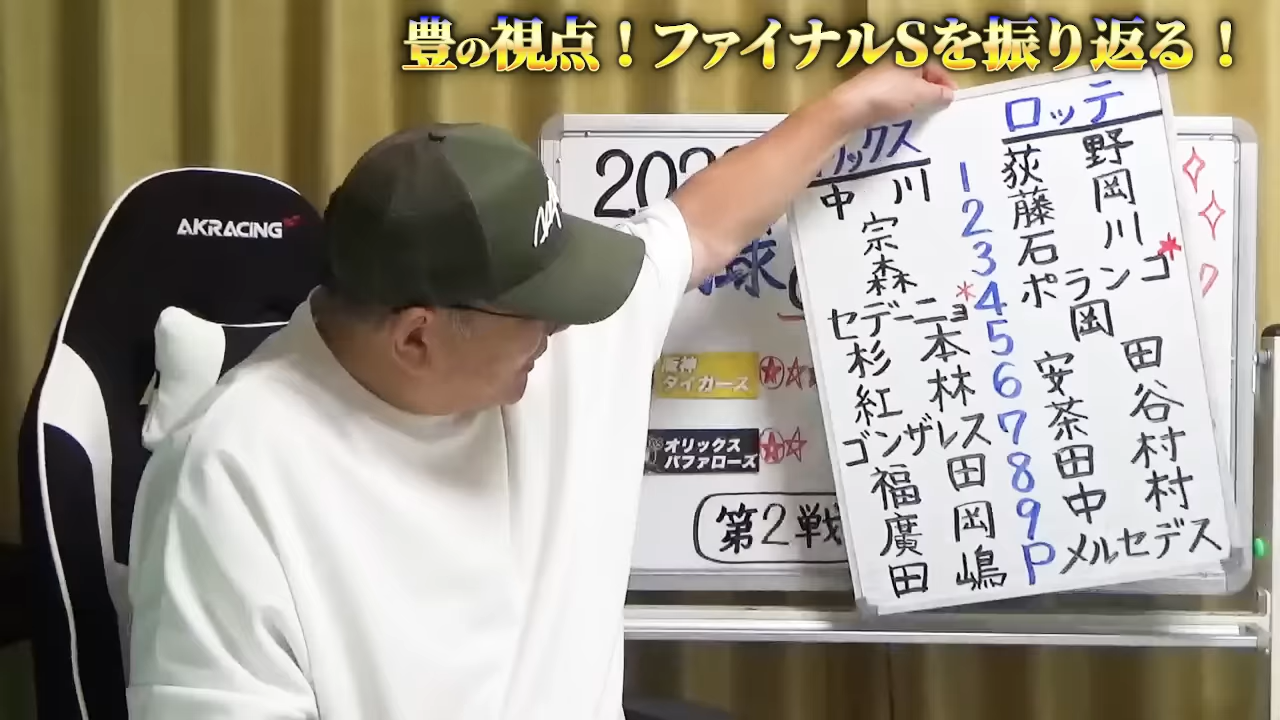 豊の視点！ファイナルSを振り返る！
AKRACING
202
球
阪神
タイガース
オリックス
バファローズ
第2戦
リックス
ロッテ
中川 1 荻野
宗 2 藤岡
森 3 石川
セデーニョ *4 ポランゴ*
杉本 5 岡
紅林 6 安田
ゴンザレス 7 茶谷
福田 8 田村
廣岡 9 中村
田嶋 P メルセデス